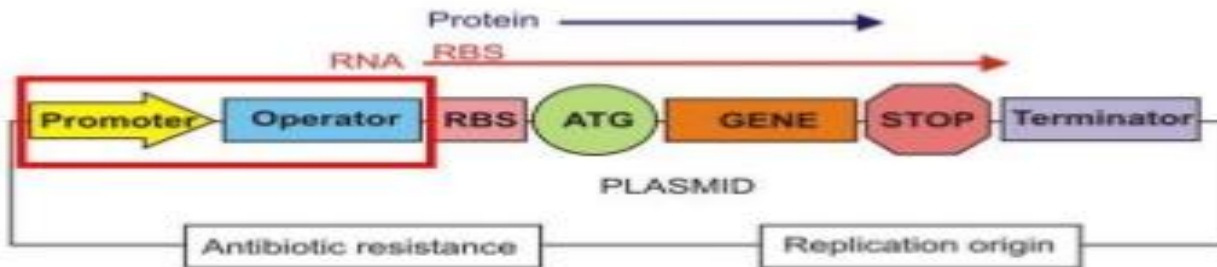 Protein
RNA RBS
Promoter Operator RBS ATG GENE STOP Terminator
PLASMID
Antibiotic resistance Replication origin